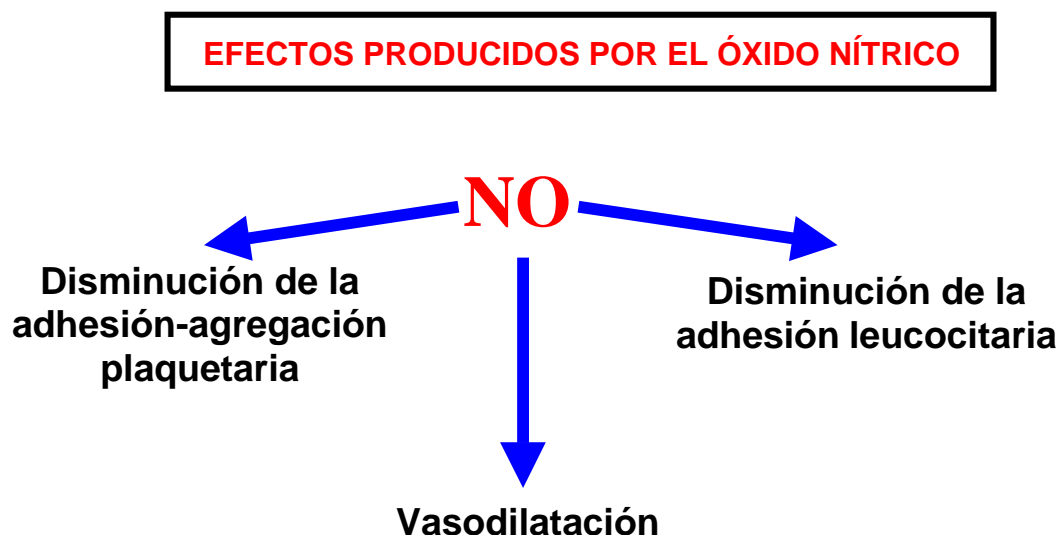 EFECTOS PRODUCIDOS POR EL ÓXIDO NÍTRICO
NO
Disminución de la
adhesión-agregación
plaquetaria
Disminución de la
adhesión leucocitaria
Vasodilatación